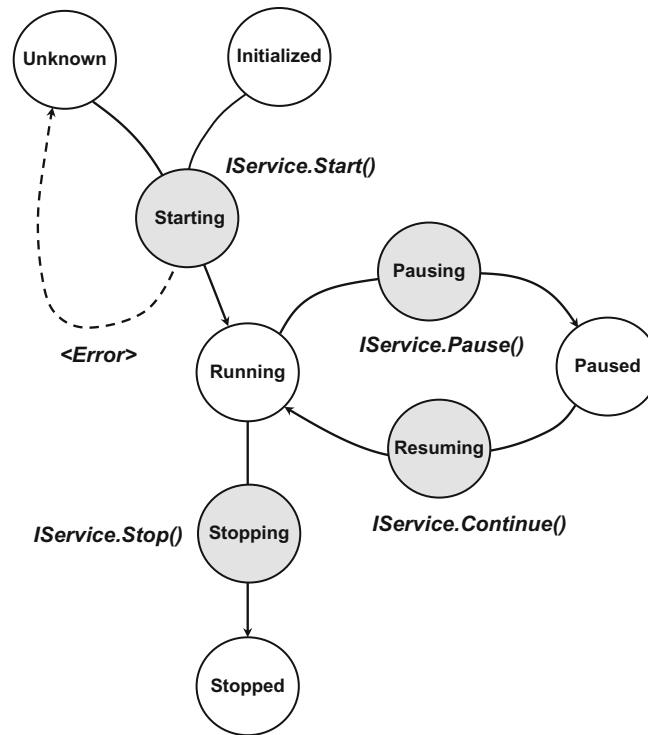 Unknown
Initialized
IService.Start()
Starting
Pausing
<Error>
IService.Pause()
Running
Paused
Resuming
IService.Stop()
Stopping
IService.Continue()
Stopped